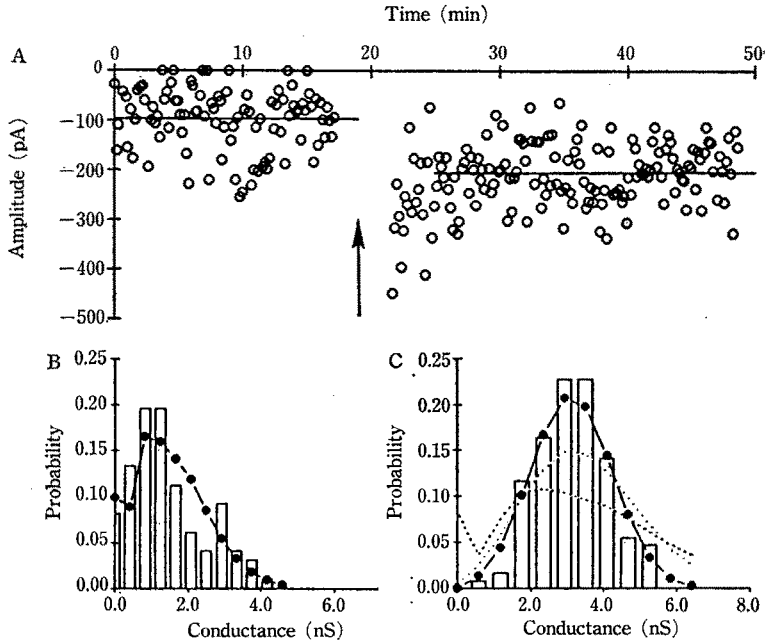 Time (min)
A
0 10 20 30 40 50
0
−100
−200
−300
−400
−500
Amplitude (pA)
B
0.25
0.20
0.15
0.10
0.05
0.00
Probability
0.0 2.0 4.0 6.0
Conductance (nS)
C
0.25
0.20
0.15
0.10
0.05
0.00
Probability
0.0 2.0 4.0 6.0 8.0
Conductance (nS)